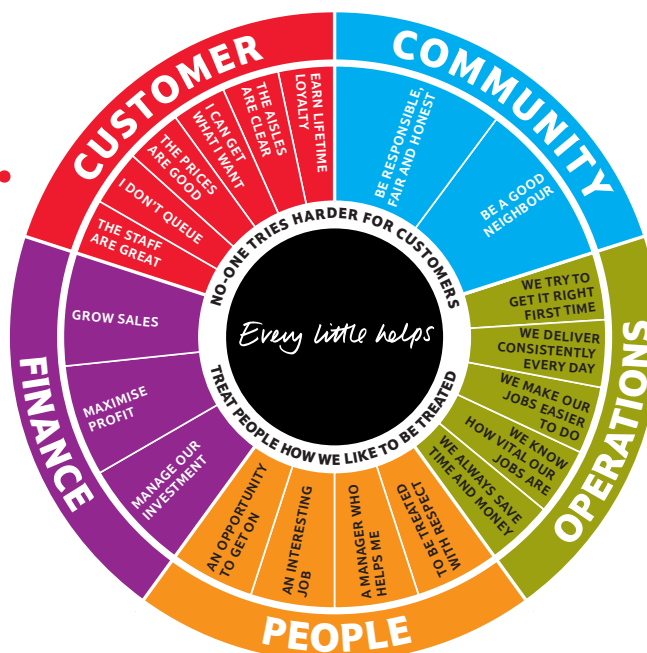 CUSTOMER
EARN LIFETIME
LOYALTY
THE AISLES
ARE CLEAR
I CAN GET
WHAT I WANT
THE PRICES
ARE GOOD
I DON'T QUEUE
THE STAFF
ARE GREAT
COMMUNITY
BE RESPONSIBLE,
FAIR AND HONEST
BE A GOOD
NEIGHBOUR
OPERATIONS
WE TRY TO
GET IT RIGHT
FIRST TIME
WE DELIVER
CONSISTENTLY
EVERY DAY
WE MAKE OUR
JOBS EASIER
TO DO
WE KNOW
HOW VITAL OUR
JOBS ARE
WE ALWAYS SAVE
TIME AND MONEY
PEOPLE
TO BE TREATED
WITH RESPECT
A MANAGER WHO
HELPS ME
AN INTERESTING
JOB
AN OPPORTUNITY
TO GET ON
FINANCE
MANAGE OUR
INVESTMENT
MAXIMISE
PROFIT
GROW SALES
NO-ONE TRIES HARDER FOR CUSTOMERS
Every little helps
TREAT PEOPLE HOW WE LIKE TO BE TREATED